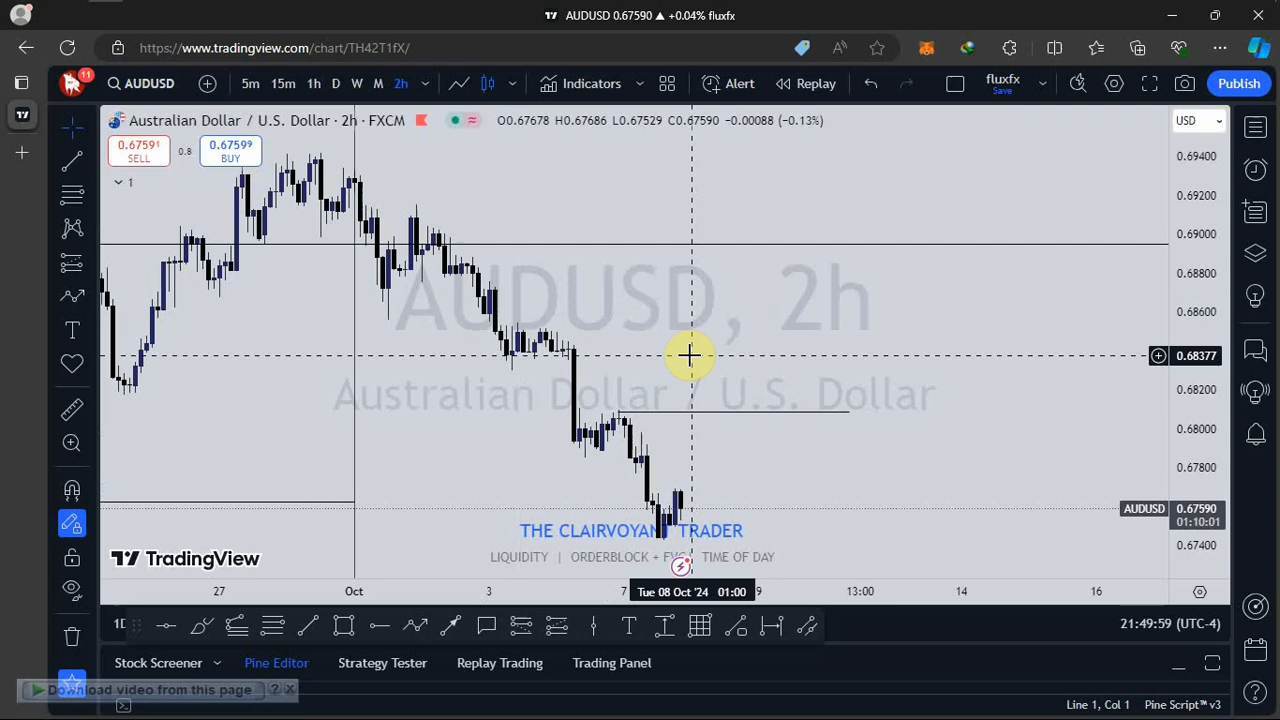 AUDUSD 0.67590 ▲ +0.04% fluxfx
https://www.tradingview.com/chart/TH42T1fX/
11
AUDUSD 5m 15m 1h D W M 2h Indicators Alert Replay fluxfx Save Publish
Australian Dollar / U.S. Dollar · 2h · FXCM O0.67678 H0.67686 L0.67529 C0.67590 −0.00088 (−0.13%)
USD
0.67591 SELL 0.8 0.67599 BUY
1
0.69400
0.69200
0.69000
0.68800
0.68600
0.68377
0.68200
0.68000
0.67800
AUDUSD 0.67590
01:10:01
0.67400
AUDUSD, 2h
Australian Dollar / U.S. Dollar
THE CLAIRVOYANT TRADER
LIQUIDITY | ORDERBLOCK + FVG | TIME OF DAY
TradingView
27 Oct 3 7 Tue 08 Oct '24 01:00 9 13:00 14 16
1D
21:49:59 (UTC-4)
Stock Screener Pine Editor Strategy Tester Replay Trading Trading Panel
Download video from this page ? X
Line 1, Col 1 Pine Script™ v3